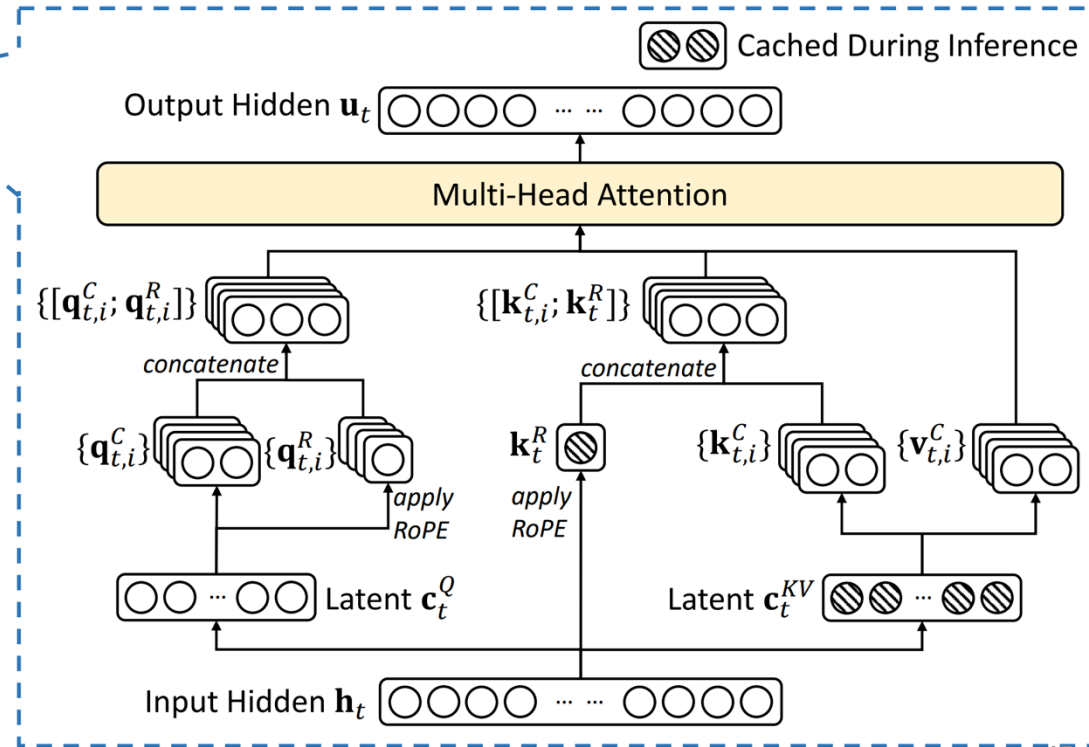 Cached During Inference
Output Hidden 𝐮_t
... ...
Multi-Head Attention
{[𝐪^C_{t,i}; 𝐪^R_{t,i}]}
{[𝐤^C_{t,i}; 𝐤^R_t]}
concatenate
concatenate
{𝐪^C_{t,i}}
{𝐪^R_{t,i}}
𝐤^R_t
{𝐤^C_{t,i}}
{𝐯^C_{t,i}}
apply
RoPE
apply
RoPE
... Latent 𝐜^Q_t
Latent 𝐜^{KV}_t ...
Input Hidden 𝐡_t
... ...